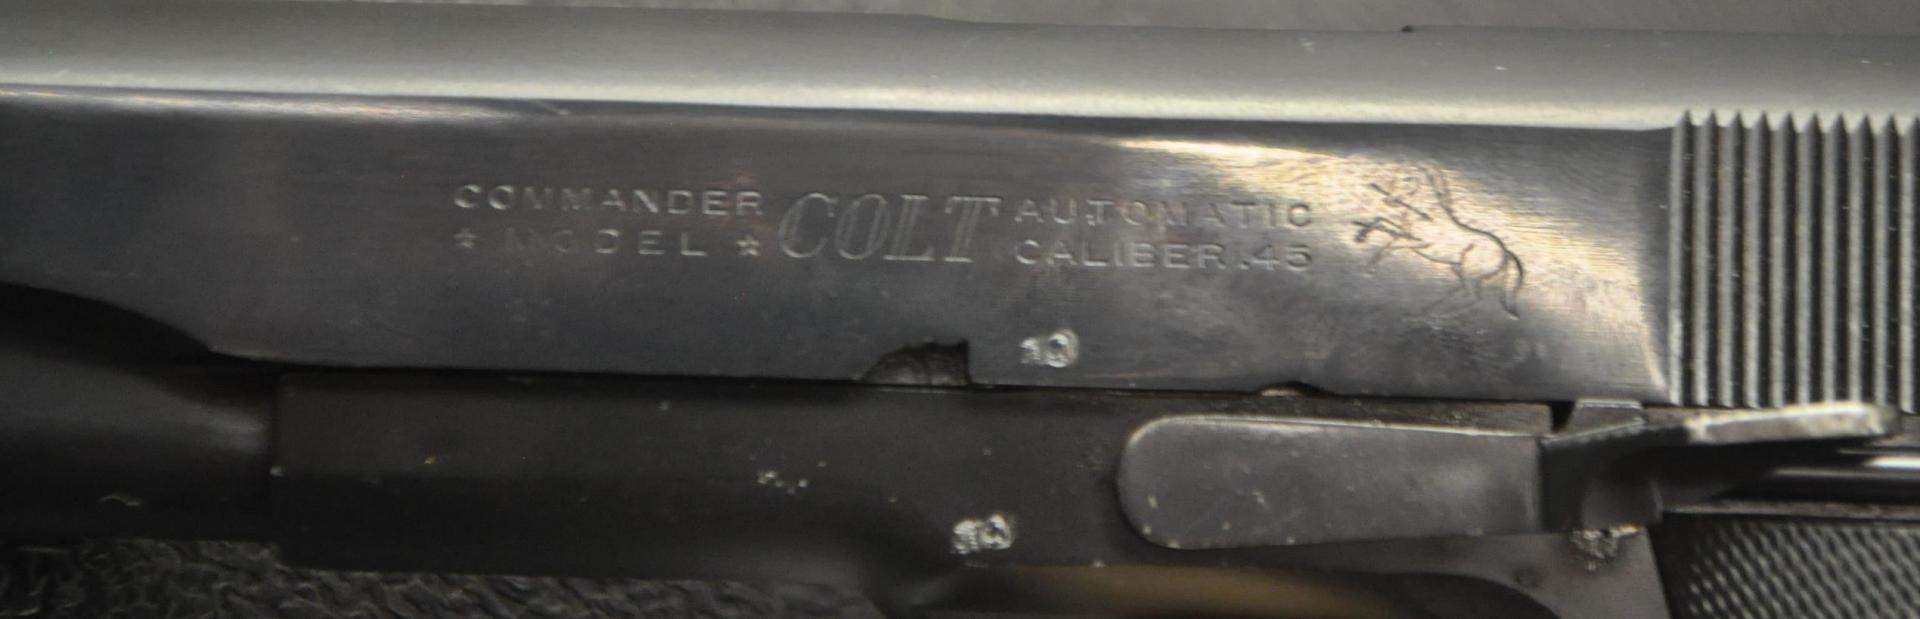 COMMANDER
★ MODEL ★
COLT
AUTOMATIC
CALIBER .45